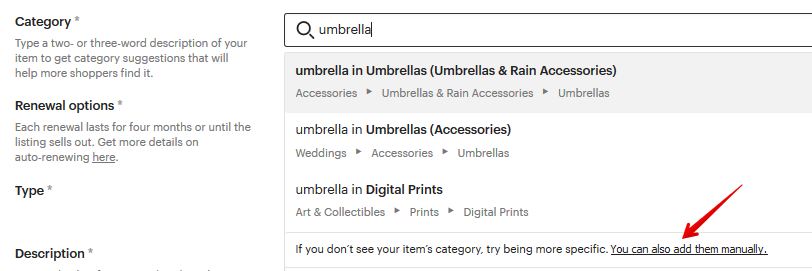 Category *
Type a two- or three-word description of your
item to get category suggestions that will
help more shoppers find it.
Renewal options *
Each renewal lasts for four months or until the
listing sells out. Get more details on
auto-renewing here.
Type *
Description *
umbrella
umbrella in Umbrellas (Umbrellas & Rain Accessories)
Accessories ▸ Umbrellas & Rain Accessories ▸ Umbrellas
umbrella in Umbrellas (Accessories)
Weddings ▸ Accessories ▸ Umbrellas
umbrella in Digital Prints
Art & Collectibles ▸ Prints ▸ Digital Prints
If you don't see your item's category, try being more specific. You can also add them manually.